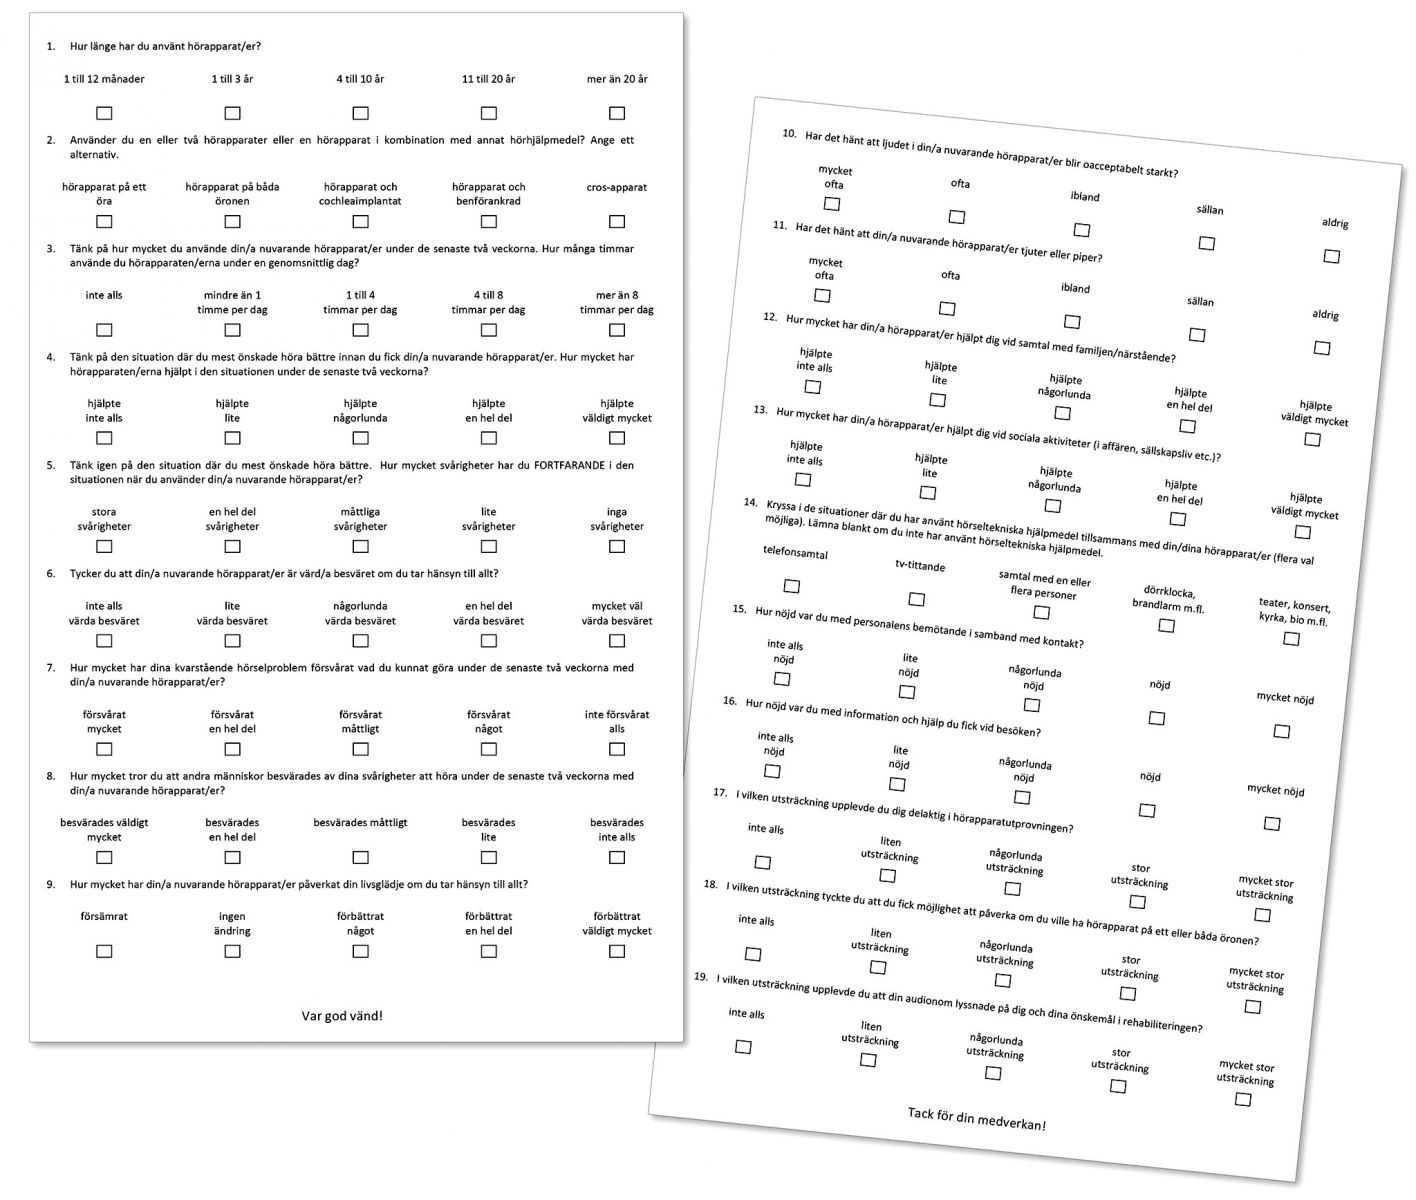 1. Hur länge har du använt hörapparat/er?
1 till 12 månader 1 till 3 år 4 till 10 år 11 till 20 år mer än 20 år
2. Använder du en eller två hörapparater eller en hörapparat i kombination med annat hörhjälpmedel? Ange ett
alternativ.
hörapparat på ett hörapparat på båda hörapparat och hörapparat och cros-apparat
öra öronen cochleaimplantat benförankrad
3. Tänk på hur mycket du använde din/a nuvarande hörapparat/er under de senaste två veckorna. Hur många timmar
använde du hörapparaten/erna under en genomsnittlig dag?
inte alls mindre än 1 1 till 4 4 till 8 mer än 8
timme per dag timmar per dag timmar per dag timmar per dag
4. Tänk på den situation där du mest önskade höra bättre innan du fick din/a nuvarande hörapparat/er. Hur mycket har
hörapparaten/erna hjälpt i den situationen under de senaste två veckorna?
hjälpte hjälpte hjälpte hjälpte hjälpte
inte alls lite någorlunda en hel del väldigt mycket
5. Tänk igen på den situation där du mest önskade höra bättre. Hur mycket svårigheter har du FORTFARANDE i den
situationen när du använder din/a nuvarande hörapparat/er?
stora en hel del måttliga lite inga
svårigheter svårigheter svårigheter svårigheter svårigheter
6. Tycker du att din/a nuvarande hörapparat/er är värd/a besväret om du tar hänsyn till allt?
inte alls lite någorlunda en hel del mycket väl
värda besväret värda besväret värda besväret värda besväret värda besväret
7. Hur mycket har dina kvarstående hörselproblem försvårat vad du kunnat göra under de senaste två veckorna med
din/a nuvarande hörapparat/er?
försvårat försvårat försvårat försvårat inte försvårat
mycket en hel del måttligt något alls
8. Hur mycket tror du att andra människor besvärades av dina svårigheter att höra under de senaste två veckorna med
din/a nuvarande hörapparat/er?
besvärades väldigt besvärades besvärades måttligt besvärades besvärades
mycket en hel del lite inte alls
9. Hur mycket har din/a nuvarande hörapparat/er påverkat din livsglädje om du tar hänsyn till allt?
försämrat ingen förbättrat förbättrat förbättrat
ändring något en hel del väldigt mycket
Var god vänd!
10. Har det hänt att ljudet i din/a nuvarande hörapparat/er blir oacceptabelt starkt?
mycket ofta ibland sällan aldrig
ofta
11. Har det hänt att din/a nuvarande hörapparat/er tjuter eller piper?
mycket ofta ibland sällan aldrig
ofta
12. Hur mycket har din/a hörapparat/er hjälpt dig vid samtal med familjen/närstående?
hjälpte hjälpte hjälpte hjälpte hjälpte
inte alls lite någorlunda en hel del väldigt mycket
13. Hur mycket har din/a hörapparat/er hjälpt dig vid sociala aktiviteter (i affären, sällskapsliv etc.)?
hjälpte hjälpte hjälpte hjälpte hjälpte
inte alls lite någorlunda en hel del väldigt mycket
14. Kryssa i de situationer där du har använt hörseltekniska hjälpmedel tillsammans med din/dina hörapparat/er (flera val
möjliga). Lämna blankt om du inte har använt hörseltekniska hjälpmedel.
telefonsamtal tv-tittande samtal med en eller dörrklocka, teater, konsert,
flera personer brandlarm m.fl. kyrka, bio m.fl.
15. Hur nöjd var du med personalens bemötande i samband med kontakt?
inte alls lite någorlunda nöjd mycket nöjd
nöjd nöjd nöjd
16. Hur nöjd var du med information och hjälp du fick vid besöken?
inte alls lite någorlunda nöjd mycket nöjd
nöjd nöjd nöjd
17. I vilken utsträckning upplevde du dig delaktig i hörapparatutprovningen?
inte alls liten någorlunda stor mycket stor
utsträckning utsträckning utsträckning utsträckning
18. I vilken utsträckning tyckte du att du fick möjlighet att påverka om du ville ha hörapparat på ett eller båda öronen?
inte alls liten någorlunda stor mycket stor
utsträckning utsträckning utsträckning utsträckning
19. I vilken utsträckning upplevde du att din audionom lyssnade på dig och dina önskemål i rehabiliteringen?
inte alls liten någorlunda stor mycket stor
utsträckning utsträckning utsträckning utsträckning
Tack för din medverkan!